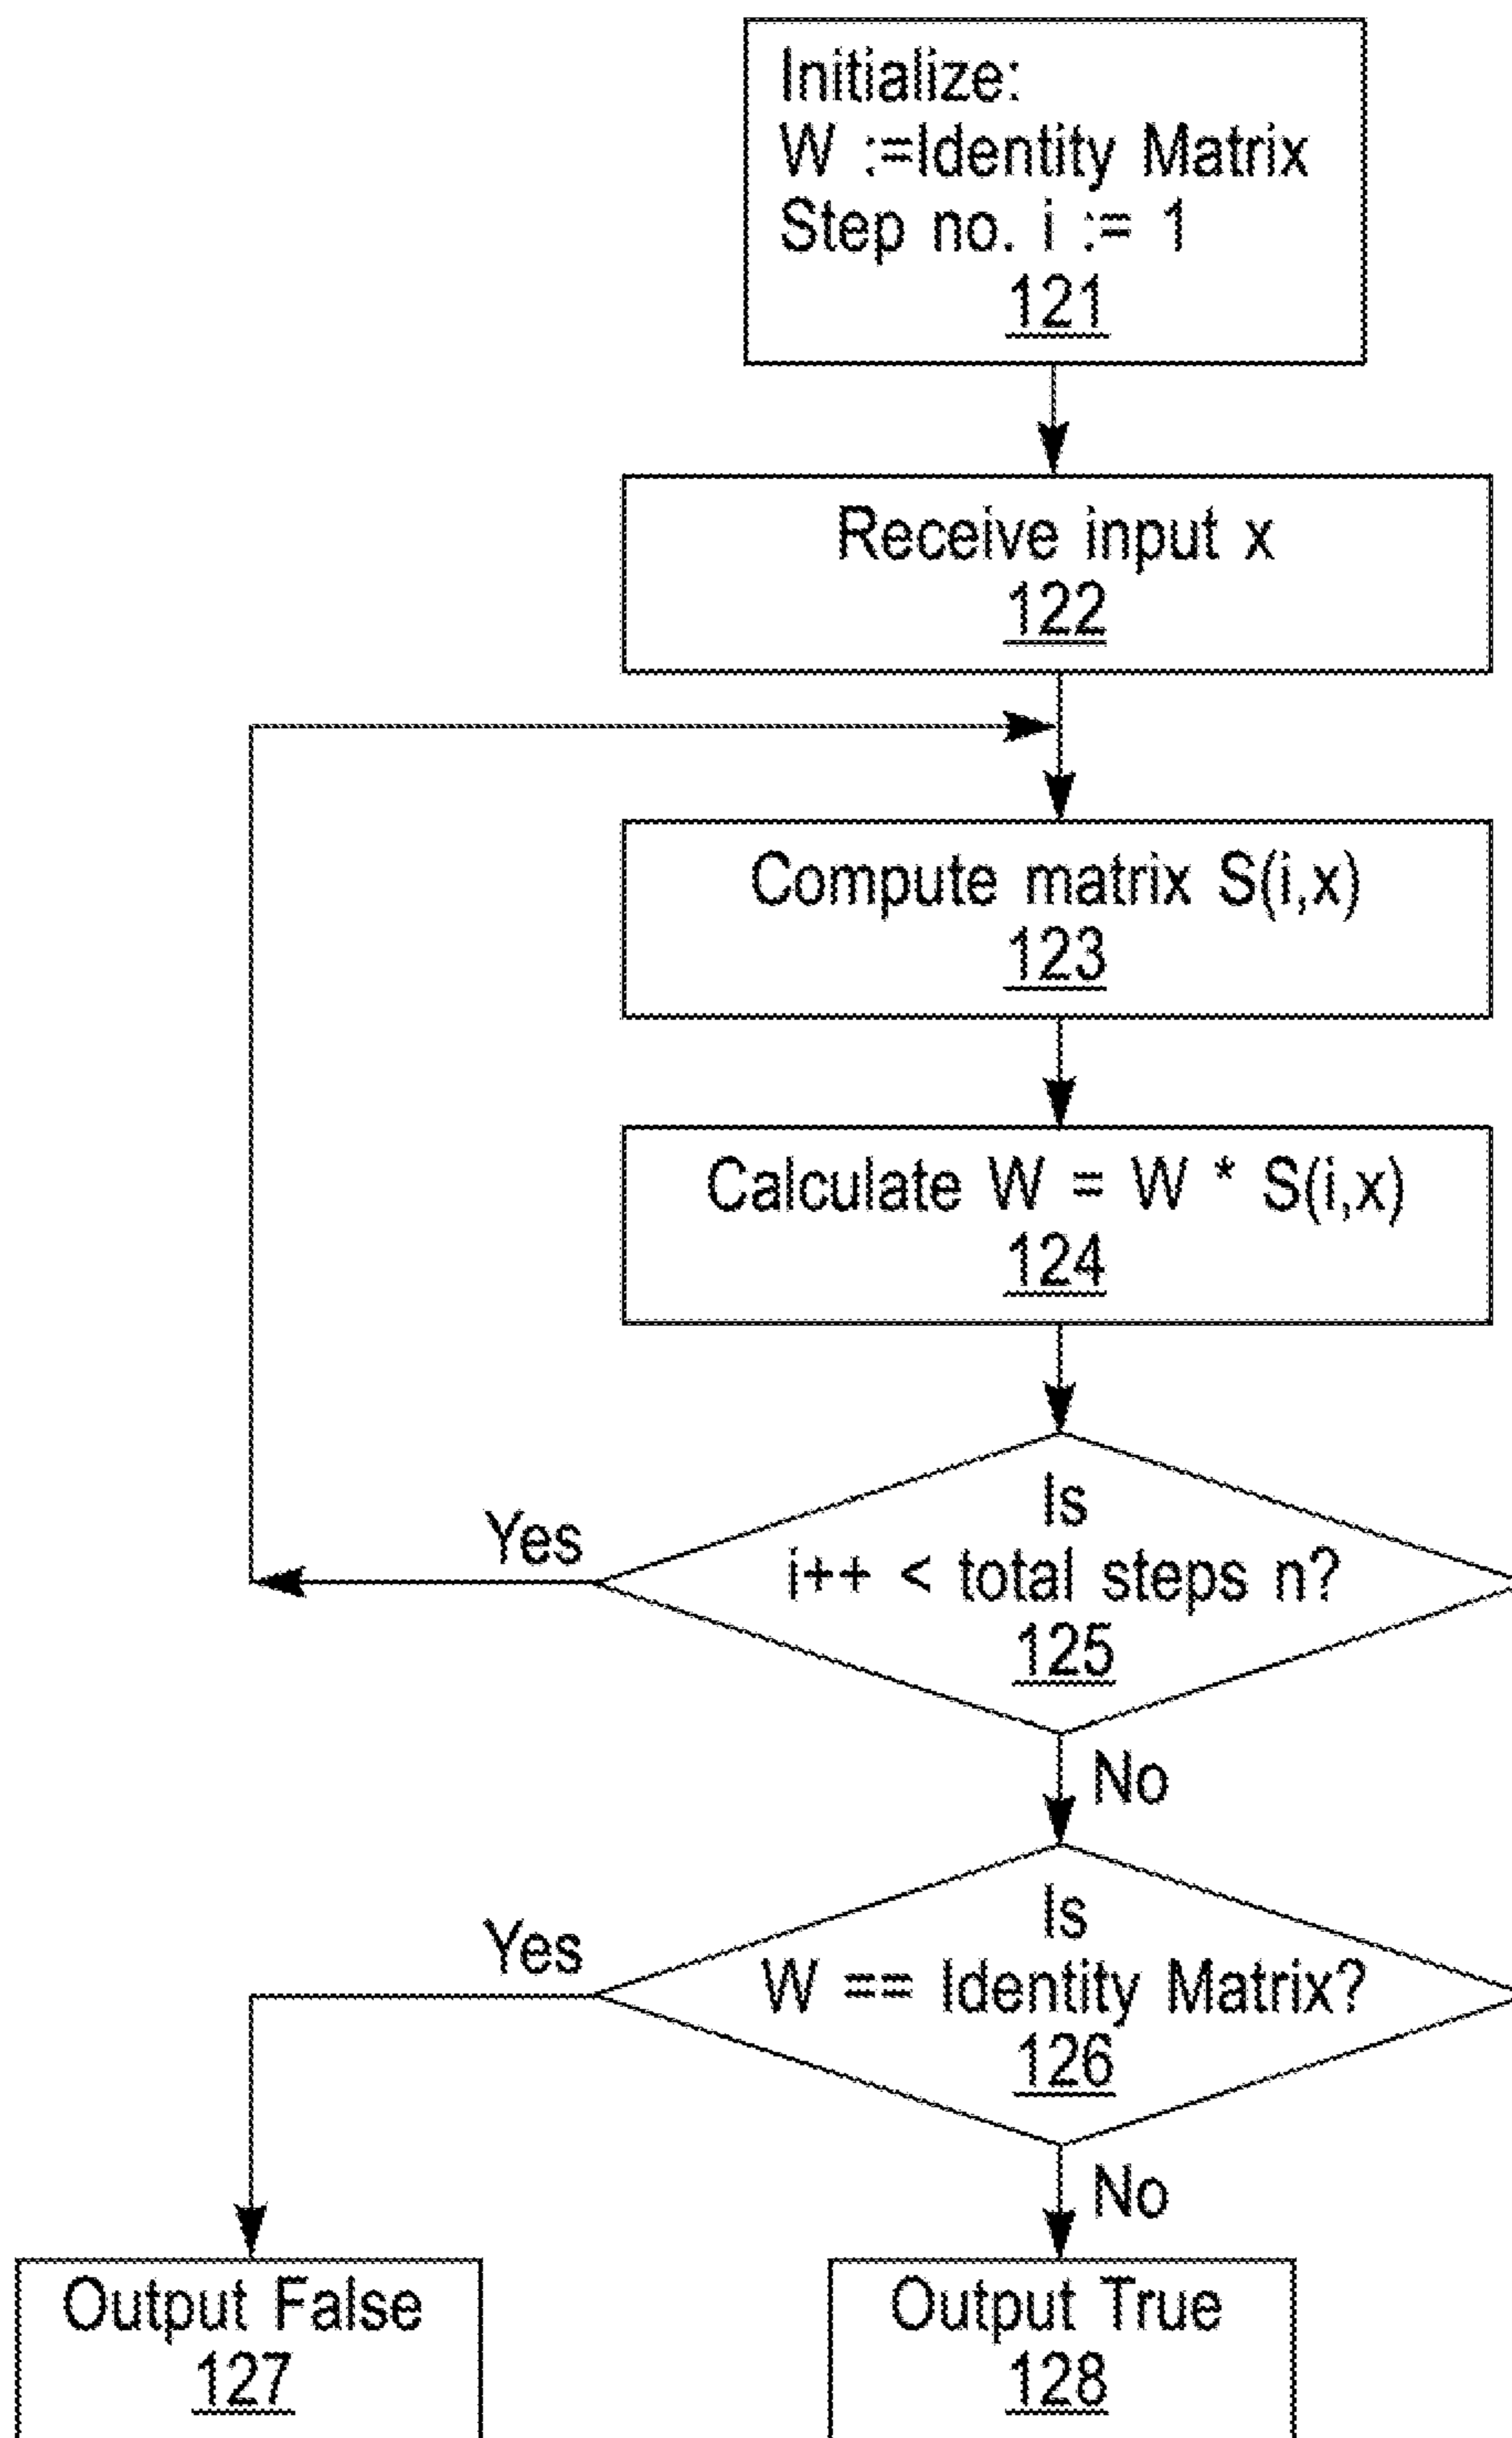 Initialize:
W :=Identity Matrix
Step no. i := 1
121
Receive input x
122
Compute matrix S(i,x)
123
Calculate W = W * S(i,x)
124
Is
i++ < total steps n?
125
Yes
No
Is
W == Identity Matrix?
126
Yes
No
Output False
127
Output True
128